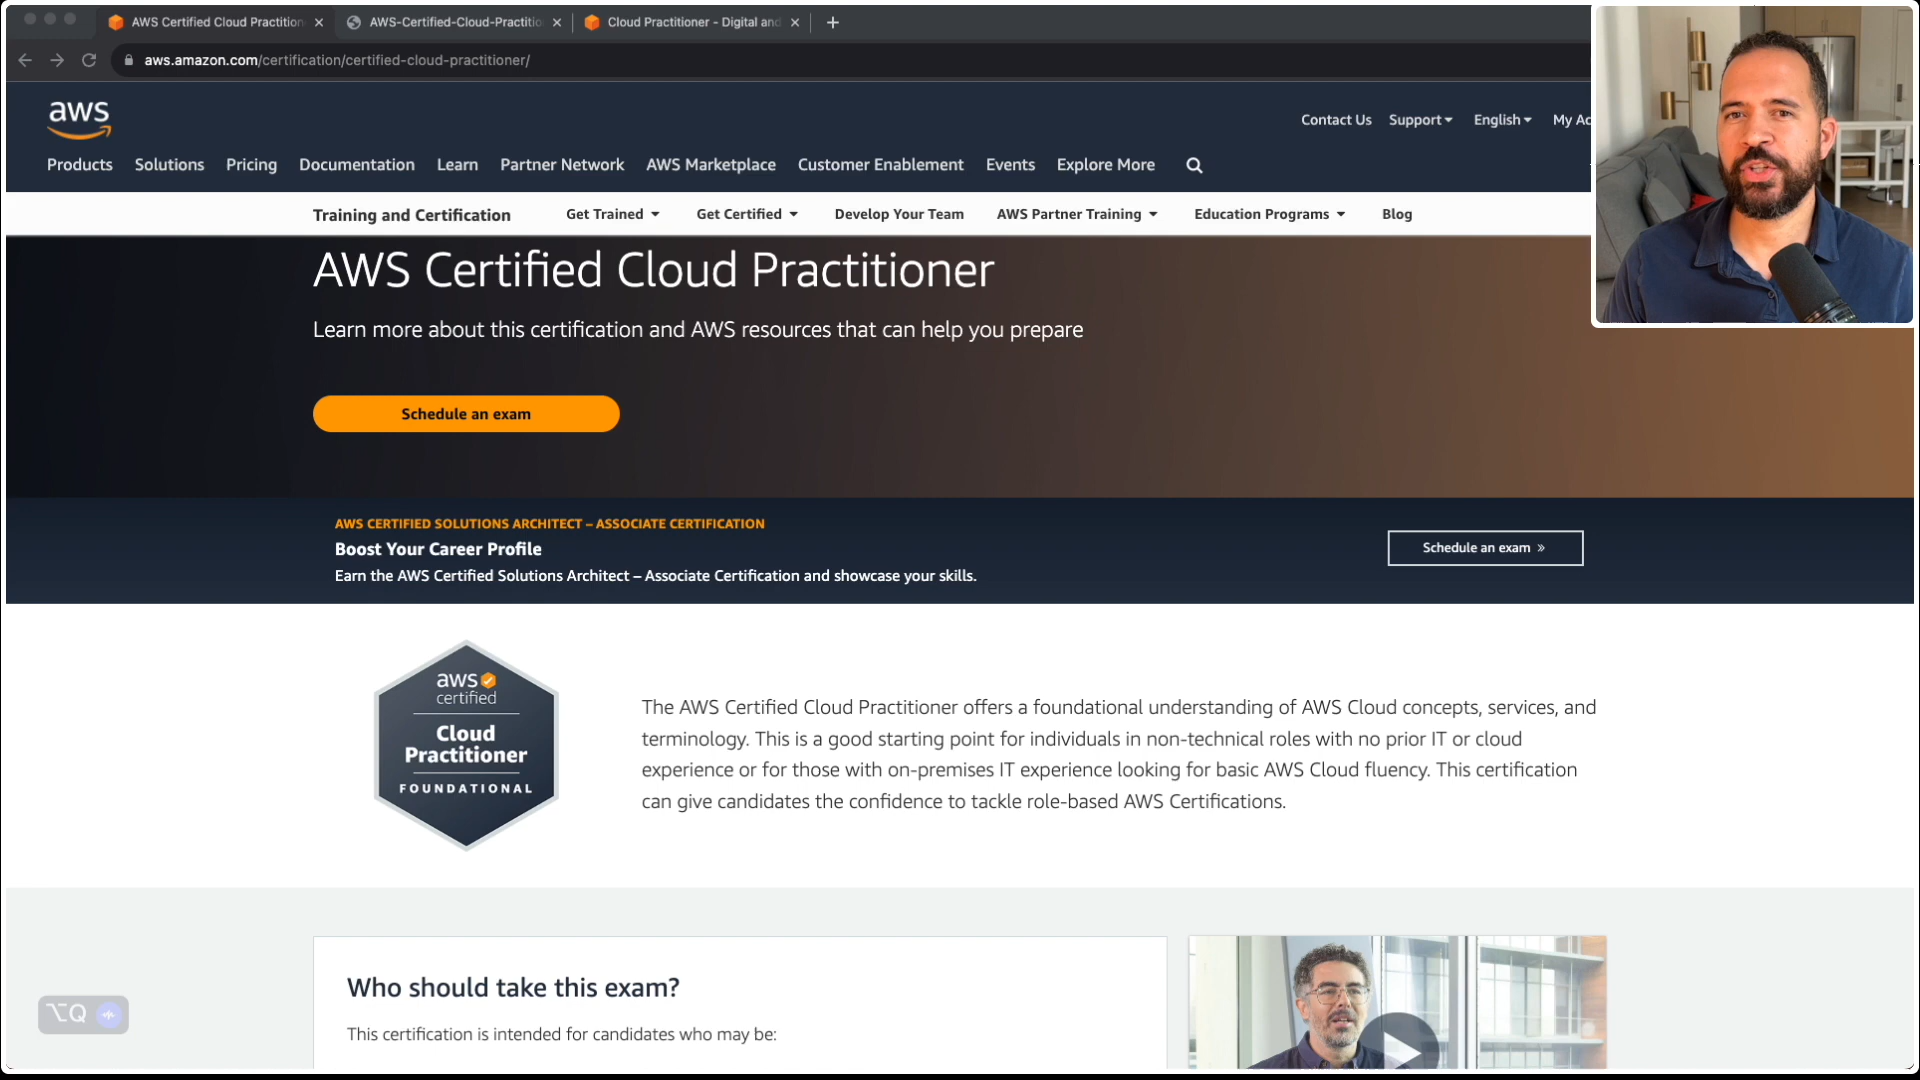 AWS Certified Cloud Practition
AWS-Certified-Cloud-Practitio
Cloud Practitioner - Digital and
aws.amazon.com/certification/certified-cloud-practitioner/
aws
Contact Us Support English My Ac
Products Solutions Pricing Documentation Learn Partner Network AWS Marketplace Customer Enablement Events Explore More
Training and Certification Get Trained Get Certified Develop Your Team AWS Partner Training Education Programs Blog
AWS Certified Cloud Practitioner
Learn more about this certification and AWS resources that can help you prepare
Schedule an exam
AWS CERTIFIED SOLUTIONS ARCHITECT – ASSOCIATE CERTIFICATION
Boost Your Career Profile
Earn the AWS Certified Solutions Architect – Associate Certification and showcase your skills.
Schedule an exam »
aws
certified
Cloud
Practitioner
FOUNDATIONAL
The AWS Certified Cloud Practitioner offers a foundational understanding of AWS Cloud concepts, services, and
terminology. This is a good starting point for individuals in non-technical roles with no prior IT or cloud
experience or for those with on-premises IT experience looking for basic AWS Cloud fluency. This certification
can give candidates the confidence to tackle role-based AWS Certifications.
Who should take this exam?
This certification is intended for candidates who may be:
⌥Q